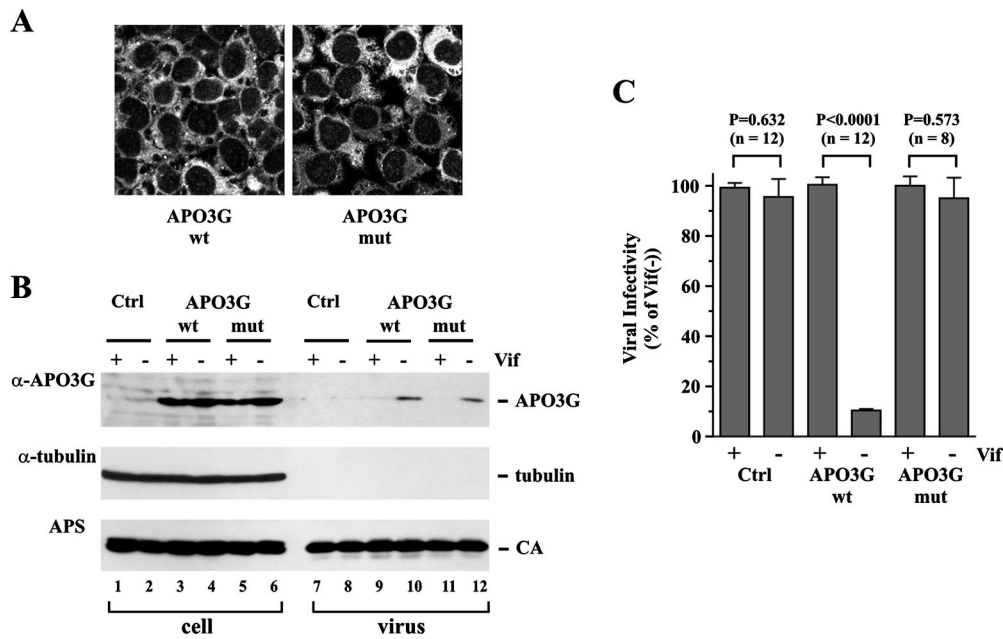 A
APO3G
wt
APO3G
mut
B
Ctrl
APO3G
Ctrl
APO3G
wt
mut
wt
mut
+ - + - + - + - + - + - Vif
α-APO3G
– APO3G
α-tubulin
– tubulin
APS
– CA
1 2 3 4 5 6 7 8 9 10 11 12
cell
virus
C
P=0.632
(n = 12)
P<0.0001
(n = 12)
P=0.573
(n = 8)
Viral Infectivity
(% of Vif(-))
100
80
60
40
20
0
+ - + - + - Vif
Ctrl
APO3G
wt
APO3G
mut